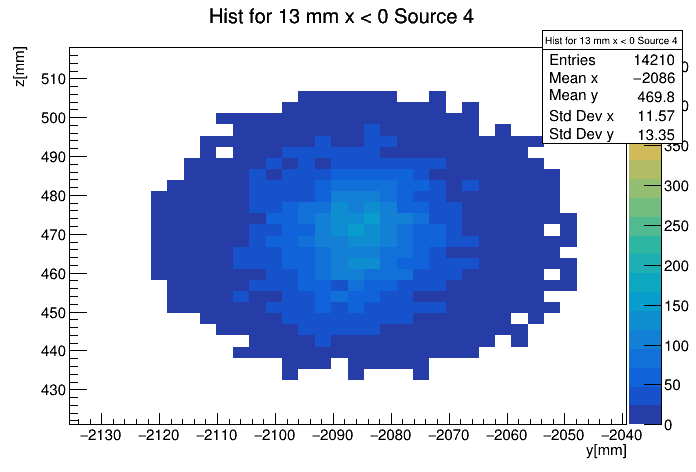 Hist for 13 mm x < 0 Source 4
Hist for 13 mm x < 0 Source 4
Entries 14210
Mean x −2086
Mean y 469.8
Std Dev x 11.57
Std Dev y 13.35
z[mm]
510
500
490
480
470
460
450
440
430
−2130 −2120 −2110 −2100 −2090 −2080 −2070 −2060 −2050 −2040
y[mm]
350
300
250
200
150
100
50
0